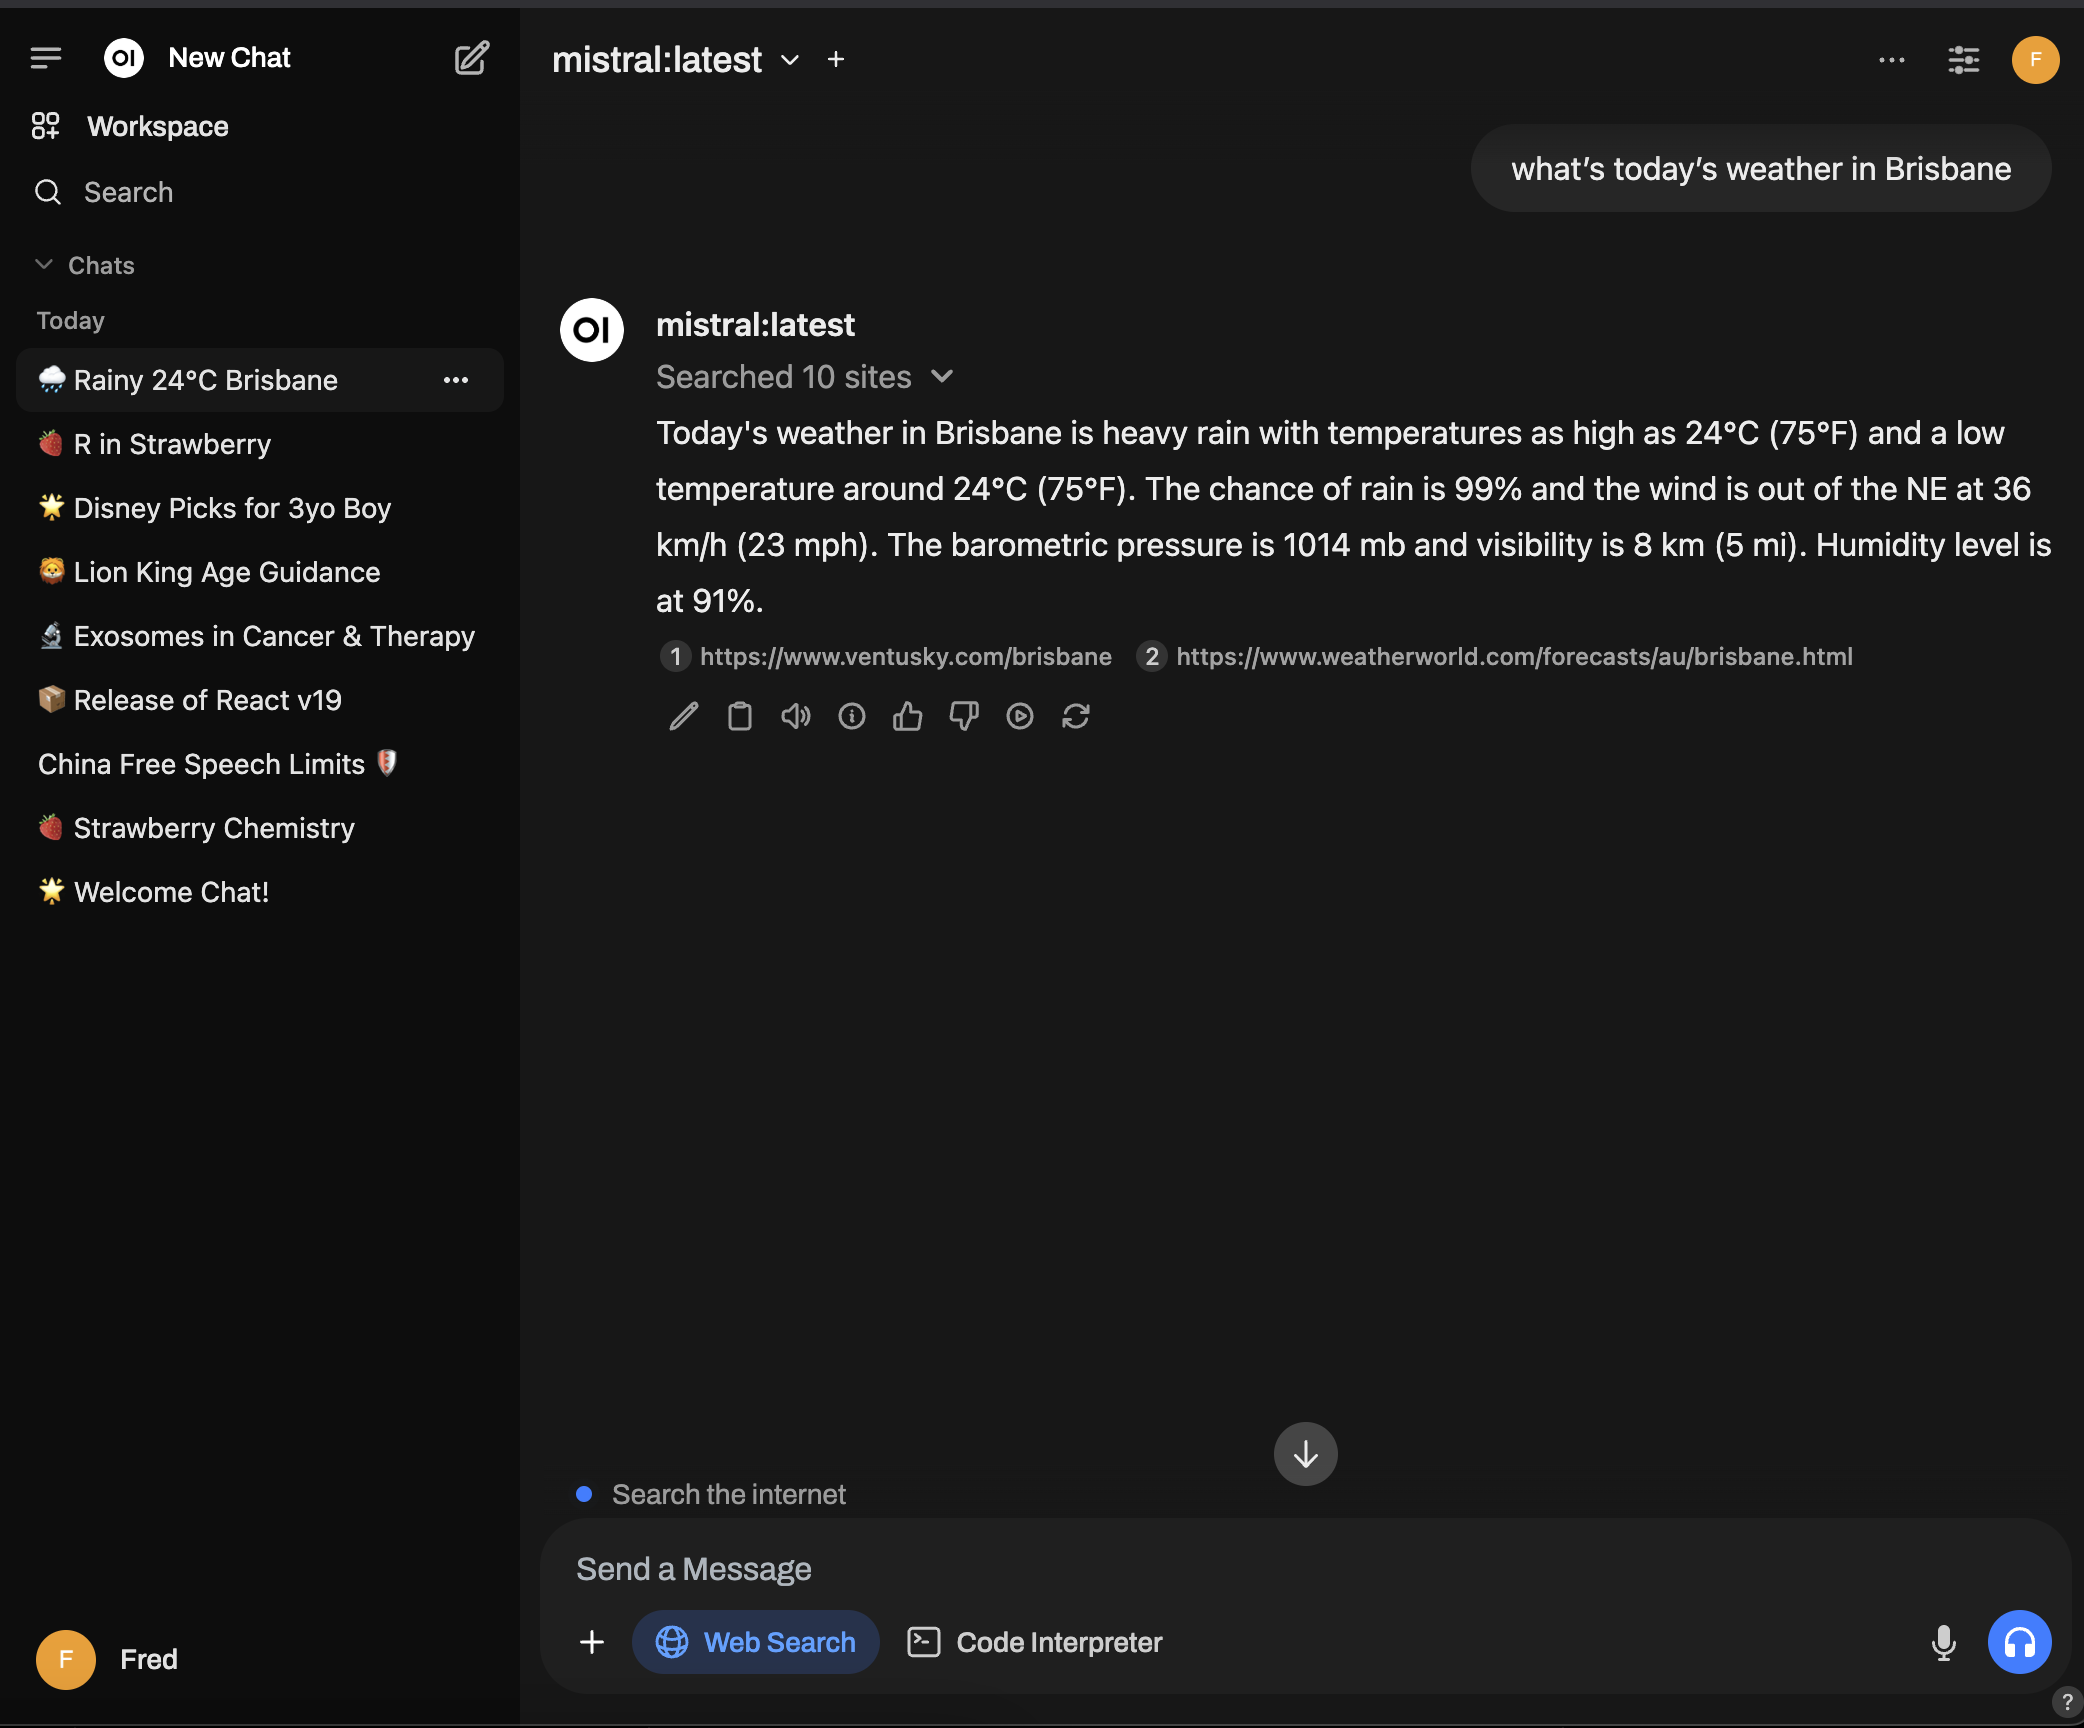 OI New Chat
Workspace
Search
Chats
Today
Rainy 24°C Brisbane
R in Strawberry
Disney Picks for 3yo Boy
Lion King Age Guidance
Exosomes in Cancer & Therapy
Release of React v19
China Free Speech Limits
Strawberry Chemistry
Welcome Chat!
F Fred
mistral:latest
F
what's today's weather in Brisbane
OI mistral:latest
Searched 10 sites
Today's weather in Brisbane is heavy rain with temperatures as high as 24°C (75°F) and a low
temperature around 24°C (75°F). The chance of rain is 99% and the wind is out of the NE at 36
km/h (23 mph). The barometric pressure is 1014 mb and visibility is 8 km (5 mi). Humidity level is
at 91%.
1 https://www.ventusky.com/brisbane 2 https://www.weatherworld.com/forecasts/au/brisbane.html
Search the internet
Send a Message
Web Search Code Interpreter
?